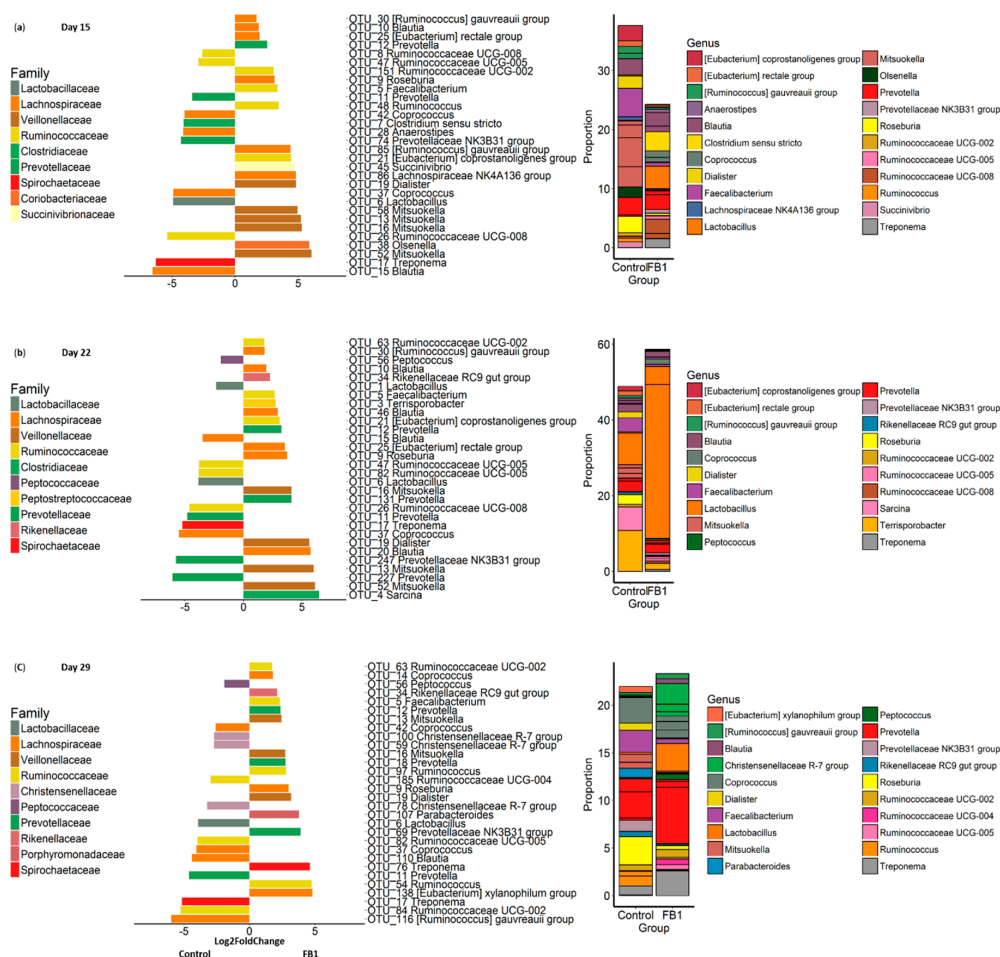 (a) Day 15
Family
Lactobacillaceae
Lachnospiraceae
Veillonellaceae
Ruminococcaceae
Clostridiaceae
Prevotellaceae
Spirochaetaceae
Coriobacteriaceae
Succinivibrionaceae
OTU_30 [Ruminococcus] gauvreauii group
OTU_10 Blautia
OTU_25 [Eubacterium] rectale group
OTU_12 Prevotella
OTU_8 Ruminococcaceae UCG-008
OTU_47 Ruminococcaceae UCG-005
OTU_151 Ruminococcaceae UCG-002
OTU_9 Roseburia
OTU_5 Faecalibacterium
OTU_11 Prevotella
OTU_48 Ruminococcus
OTU_42 Coprococcus
OTU_7 Clostridium sensu stricto
OTU_28 Anaerostipes
OTU_74 Prevotellaceae NK3B31 group
OTU_85 [Ruminococcus] gauvreauii group
OTU_21 [Eubacterium] coprostanoligenes group
OTU_45 Succinivibrio
OTU_86 Lachnospiraceae NK4A136 group
OTU_19 Dialister
OTU_37 Coprococcus
OTU_6 Lactobacillus
OTU_58 Mitsuokella
OTU_13 Mitsuokella
OTU_16 Mitsuokella
OTU_26 Ruminococcaceae UCG-008
OTU_38 Olsenella
OTU_52 Mitsuokella
OTU_17 Treponema
OTU_15 Blautia
-5 0 5
Proportion
30
20
10
0
Control FB1
Group
Genus
[Eubacterium] coprostanoligenes group
[Eubacterium] rectale group
[Ruminococcus] gauvreauii group
Anaerostipes
Blautia
Clostridium sensu stricto
Coprococcus
Dialister
Faecalibacterium
Lachnospiraceae NK4A136 group
Lactobacillus
Mitsuokella
Olsenella
Prevotella
Prevotellaceae NK3B31 group
Roseburia
Ruminococcaceae UCG-002
Ruminococcaceae UCG-005
Ruminococcaceae UCG-008
Ruminococcus
Succinivibrio
Treponema
(b) Day 22
Family
Lactobacillaceae
Lachnospiraceae
Veillonellaceae
Ruminococcaceae
Clostridiaceae
Peptococcaceae
Peptostreptococcaceae
Prevotellaceae
Rikenellaceae
Spirochaetaceae
OTU_63 Ruminococcaceae UCG-002
OTU_30 [Ruminococcus] gauvreauii group
OTU_56 Peptococcus
OTU_10 Blautia
OTU_34 Rikenellaceae RC9 gut group
OTU_1 Lactobacillus
OTU_5 Faecalibacterium
OTU_3 Terrisporobacter
OTU_46 Blautia
OTU_21 [Eubacterium] coprostanoligenes group
OTU_12 Prevotella
OTU_15 Blautia
OTU_25 [Eubacterium] rectale group
OTU_9 Roseburia
OTU_47 Ruminococcaceae UCG-005
OTU_82 Ruminococcaceae UCG-005
OTU_6 Lactobacillus
OTU_16 Mitsuokella
OTU_131 Prevotella
OTU_26 Ruminococcaceae UCG-008
OTU_11 Prevotella
OTU_17 Treponema
OTU_37 Coprococcus
OTU_19 Dialister
OTU_20 Blautia
OTU_247 Prevotellaceae NK3B31 group
OTU_13 Mitsuokella
OTU_227 Prevotella
OTU_52 Mitsuokella
OTU_4 Sarcina
-5 0 5
Proportion
60
40
20
0
Control FB1
Group
Genus
[Eubacterium] coprostanoligenes group
[Eubacterium] rectale group
[Ruminococcus] gauvreauii group
Blautia
Coprococcus
Dialister
Faecalibacterium
Lactobacillus
Mitsuokella
Peptococcus
Prevotella
Prevotellaceae NK3B31 group
Rikenellaceae RC9 gut group
Roseburia
Ruminococcaceae UCG-002
Ruminococcaceae UCG-005
Ruminococcaceae UCG-008
Sarcina
Terrisporobacter
Treponema
(C) Day 29
Family
Lactobacillaceae
Lachnospiraceae
Veillonellaceae
Ruminococcaceae
Christensenellaceae
Peptococcaceae
Prevotellaceae
Rikenellaceae
Porphyromonadaceae
Spirochaetaceae
OTU_63 Ruminococcaceae UCG-002
OTU_14 Coprococcus
OTU_56 Peptococcus
OTU_34 Rikenellaceae RC9 gut group
OTU_5 Faecalibacterium
OTU_12 Prevotella
OTU_13 Mitsuokella
OTU_42 Coprococcus
OTU_100 Christensenellaceae R-7 group
OTU_59 Christensenellaceae R-7 group
OTU_16 Mitsuokella
OTU_18 Prevotella
OTU_97 Ruminococcus
OTU_185 Ruminococcaceae UCG-004
OTU_9 Roseburia
OTU_19 Dialister
OTU_78 Christensenellaceae R-7 group
OTU_107 Parabacteroides
OTU_6 Lactobacillus
OTU_69 Prevotellaceae NK3B31 group
OTU_82 Ruminococcaceae UCG-005
OTU_37 Coprococcus
OTU_110 Blautia
OTU_76 Treponema
OTU_11 Prevotella
OTU_54 Ruminococcus
OTU_138 [Eubacterium] xylanophilum group
OTU_17 Treponema
OTU_84 Ruminococcaceae UCG-002
OTU_116 [Ruminococcus] gauvreauii group
-5 0 5
Log2FoldChange
Control FB1
Proportion
20
15
10
5
0
Control FB1
Group
Genus
[Eubacterium] xylanophilum group
[Ruminococcus] gauvreauii group
Blautia
Christensenellaceae R-7 group
Coprococcus
Dialister
Faecalibacterium
Lactobacillus
Mitsuokella
Parabacteroides
Peptococcus
Prevotella
Prevotellaceae NK3B31 group
Rikenellaceae RC9 gut group
Roseburia
Ruminococcaceae UCG-002
Ruminococcaceae UCG-004
Ruminococcaceae UCG-005
Ruminococcus
Treponema